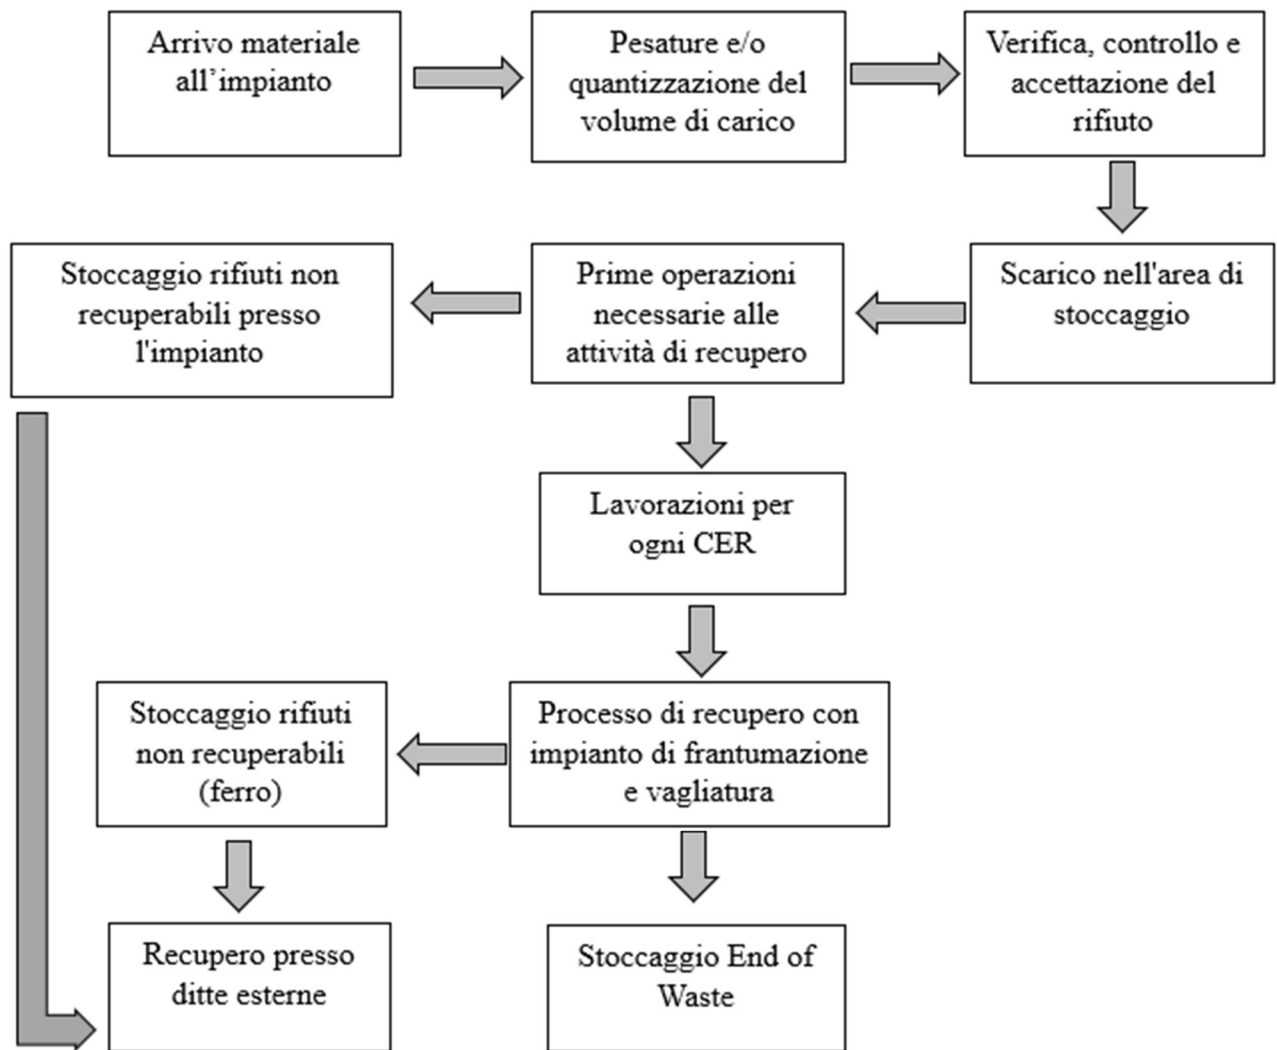 Arrivo materiale
all'impianto
Pesature e/o
quantizzazione del
volume di carico
Verifica, controllo e
accettazione del
rifiuto
Stoccaggio rifiuti non
recuperabili presso
l'impianto
Prime operazioni
necessarie alle
attività di recupero
Scarico nell'area di
stoccaggio
Lavorazioni per
ogni CER
Stoccaggio rifiuti
non recuperabili
(ferro)
Processo di recupero con
impianto di frantumazione
e vagliatura
Recupero presso
ditte esterne
Stoccaggio End of
Waste